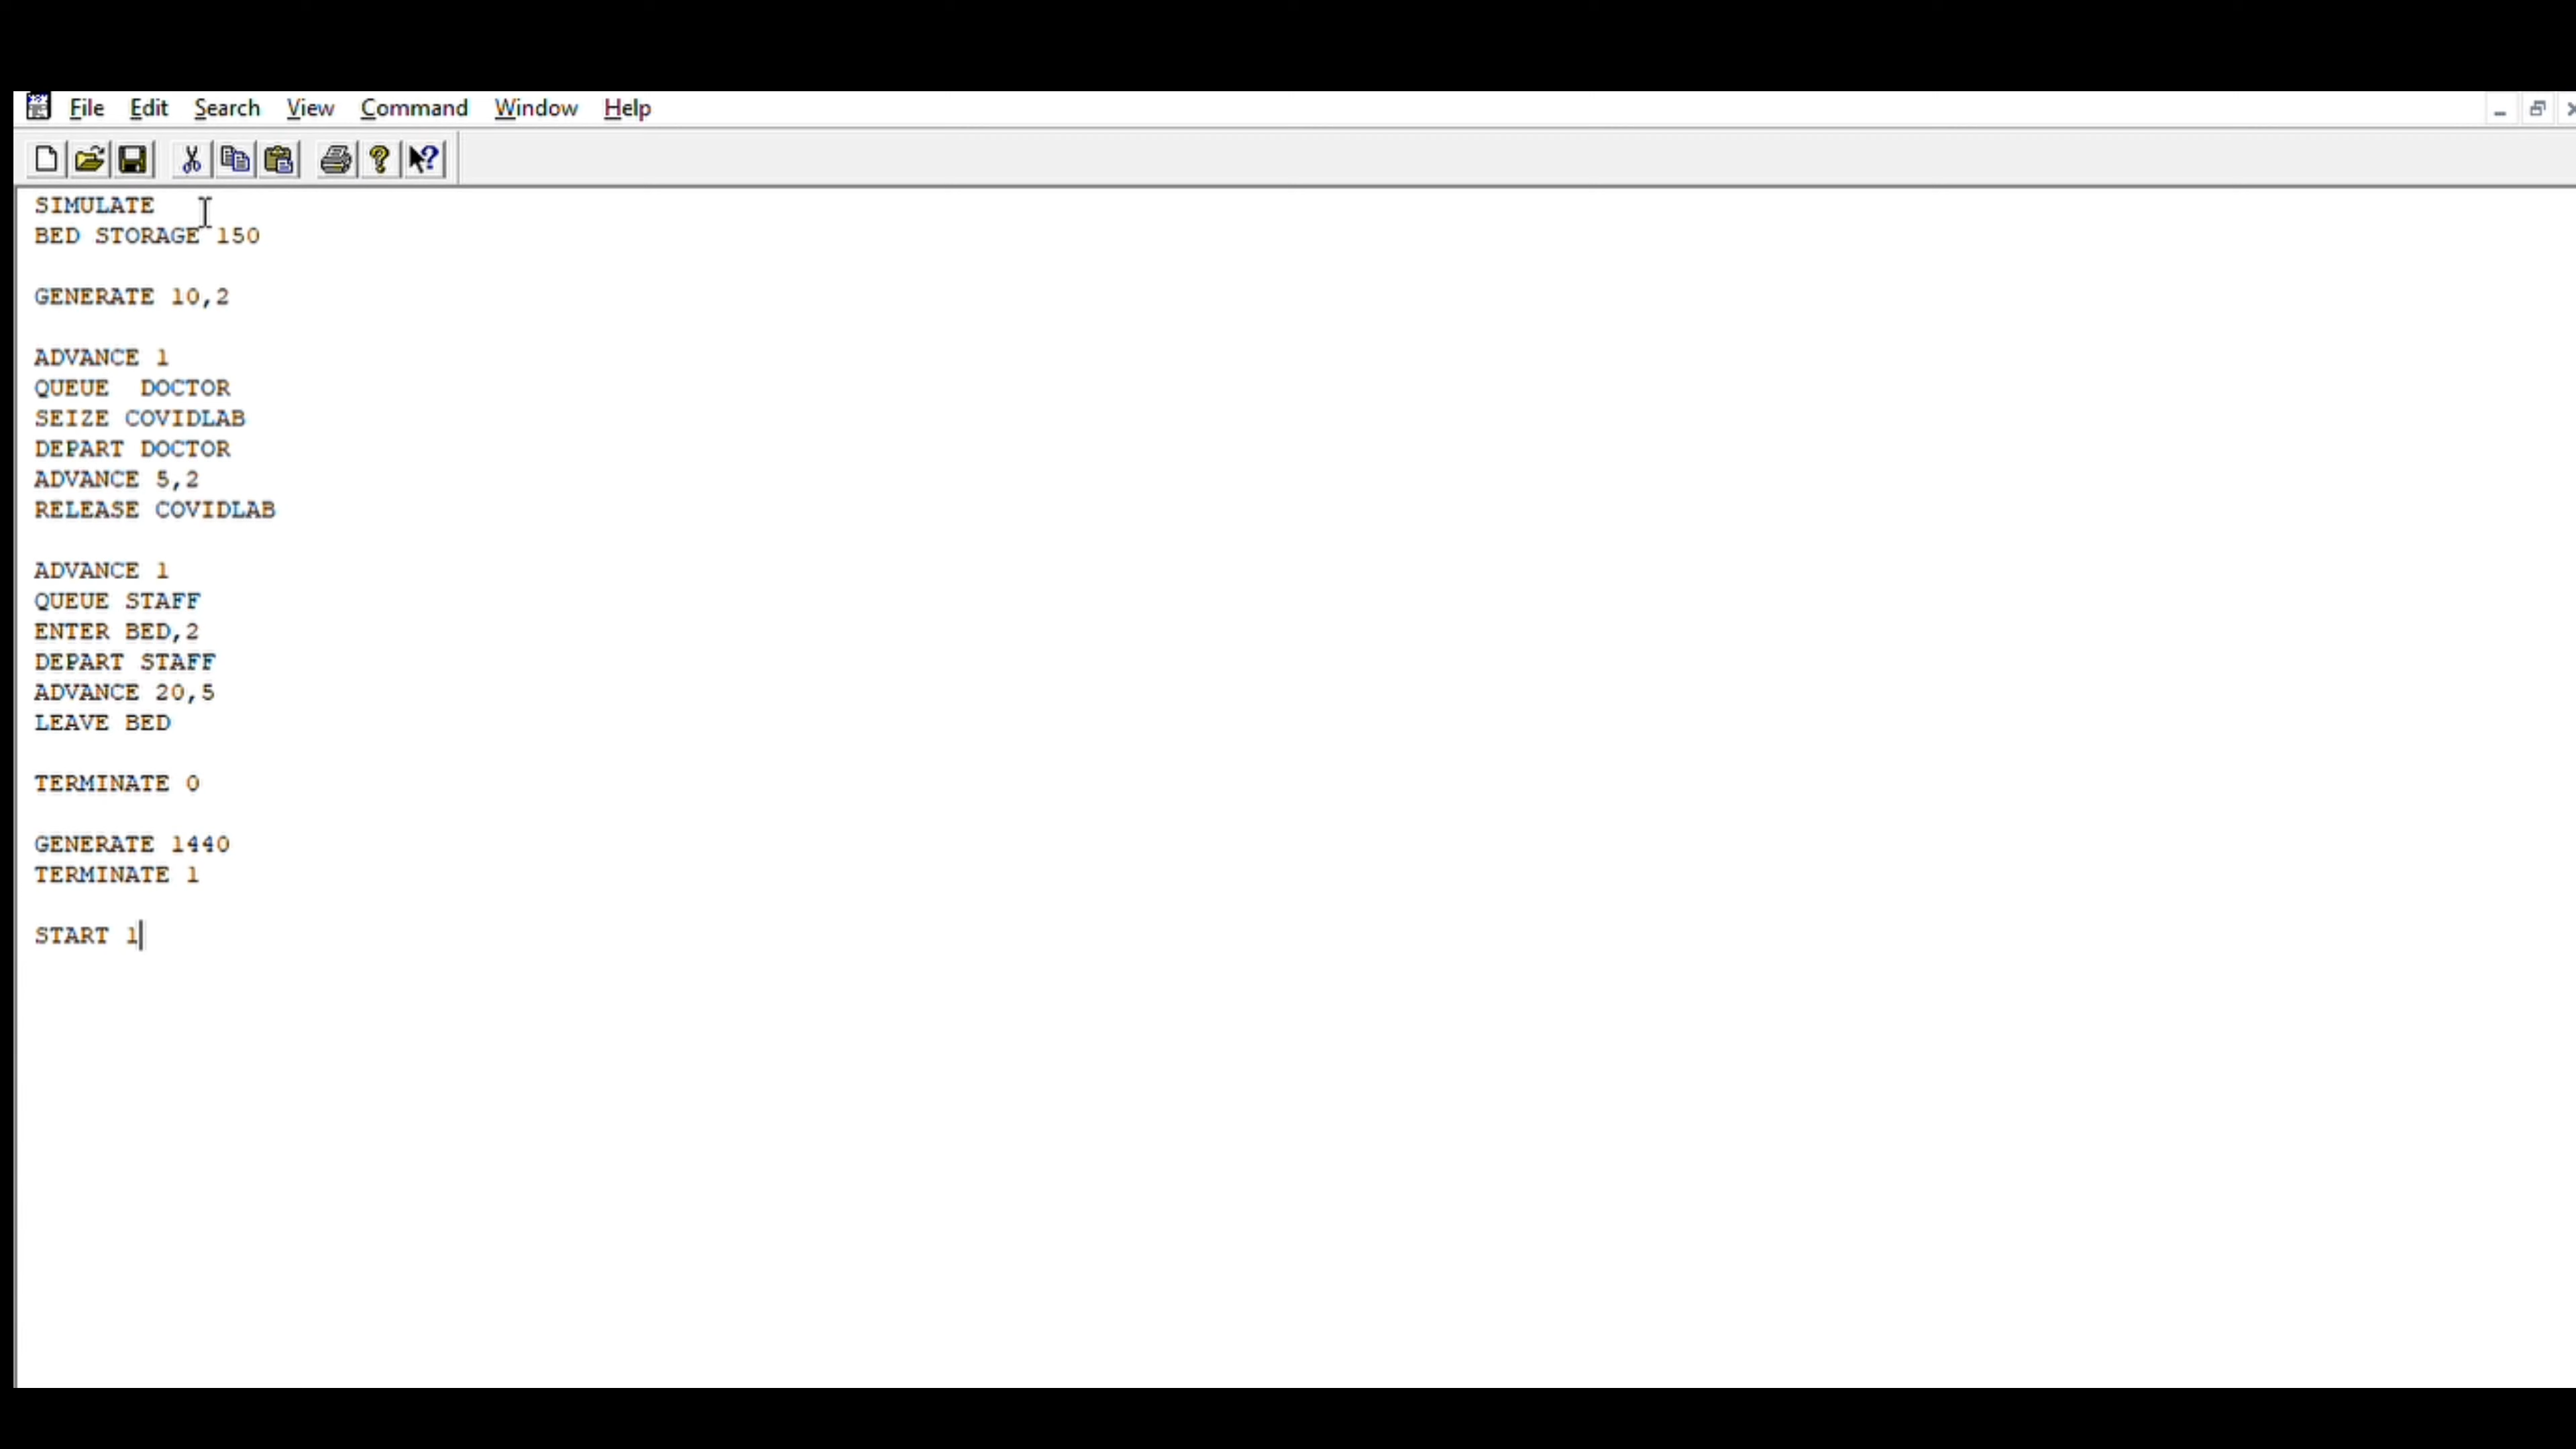 File Edit Search View Command Window Help
SIMULATE
BED STORAGE 150
GENERATE 10,2
ADVANCE 1
QUEUE  DOCTOR
SEIZE COVIDLAB
DEPART DOCTOR
ADVANCE 5,2
RELEASE COVIDLAB
ADVANCE 1
QUEUE STAFF
ENTER BED,2
DEPART STAFF
ADVANCE 20,5
LEAVE BED
TERMINATE 0
GENERATE 1440
TERMINATE 1
START 1